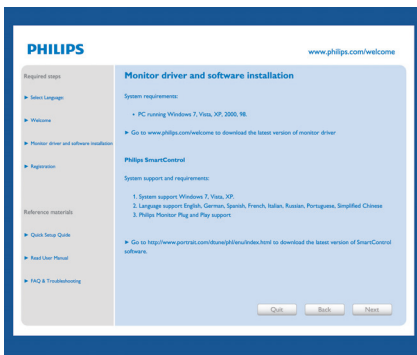 PHILIPS
www.philips.com/welcome
Required steps
► Select Language:
► Welcome
► Monitor driver and software installation
► Registration
Reference materials
► Quick Setup Guide
► Read User Manual
► FAQ & Troubleshooting
Monitor driver and software installation
System requirements:
• PC running Windows 7, Vista, XP, 2000, 98.
► Go to www.philips.com/welcome to download the latest version of monitor driver
Philips SmartControl
System support and requirements:
1. System support Windows 7, Vista, XP.
2. Language support English, German, Spanish, French, Italian, Russian, Portuguese, Simplified Chinese
3. Philips Monitor Plug and Play support
► Go to http://www.portrait.com/dtune/phl/enu/index.html to download the latest version of SmartControl
software.
Quit
Back
Next